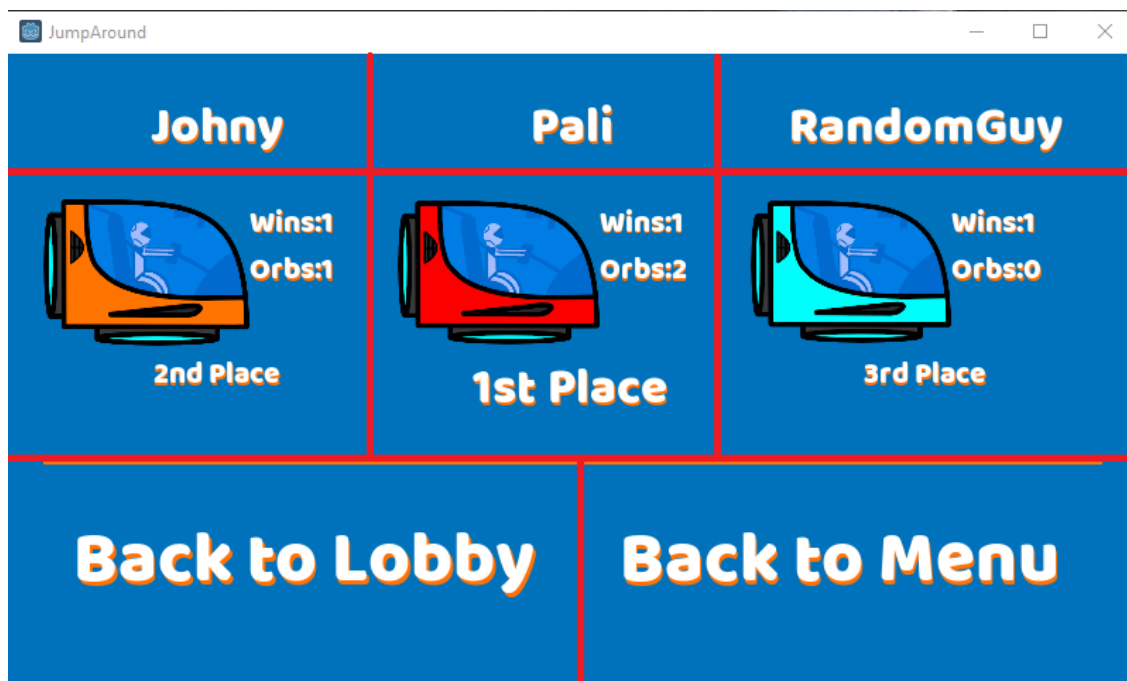 JumpAround
Johny
Pali
RandomGuy
Wins:1
Orbs:1
2nd Place
Wins:1
Orbs:2
1st Place
Wins:1
Orbs:0
3rd Place
Back to Lobby
Back to Menu